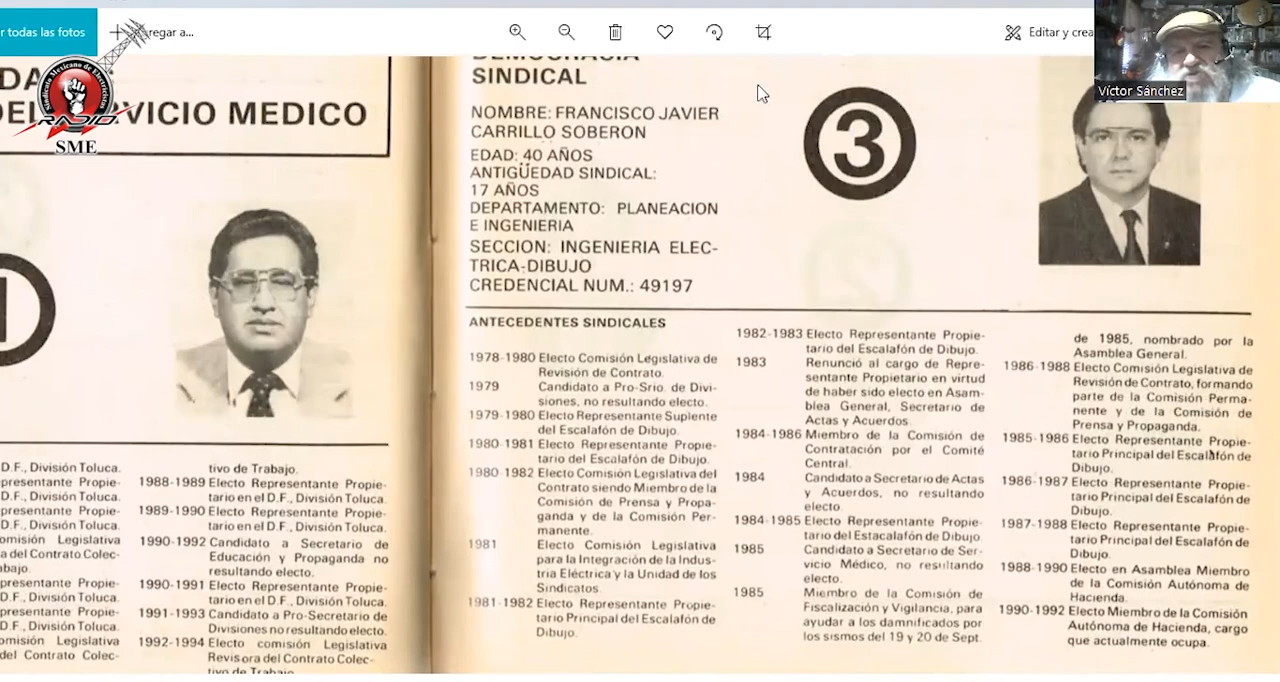 r todas las fotos
Editar y crea
Víctor Sánchez
Sindicato Mexicano de Electricistas
RADIO
SME
DEL SERVICIO MEDICO
D.F., División Toluca.
presentante Propie-
D.F., División Toluca.
presentante Propie-
D.F., División Toluca.
omisión Legislativa
a del Contrato Colec-
bajo.
presentante Propie-
D.F., División Toluca.
presentante Propie-
D.F., División Toluca.
omisión Legislativa
del Contrato Colec-
tivo de Trabajo.
1988-1989 Electo Representante Propie-
tario en el D.F., División Toluca.
1989-1990 Electo Representante Propie-
tario en el D.F., División Toluca.
1990-1992 Candidato a Secretario de
Educación y Propaganda no
resultando electo.
1990-1991 Electo Representante Propie-
tario en el D.F., División Toluca.
1991-1993 Candidato a Pro-Secretario de
Divisiones no resultando electo.
1992-1994 Electo comisión Legislativa
Revisora del Contrato Colec-
tivo de Trabajo.
DEMOCRACIA
SINDICAL
NOMBRE: FRANCISCO JAVIER
CARRILLO SOBERON
EDAD: 40 AÑOS
ANTIGÜEDAD SINDICAL:
17 AÑOS
DEPARTAMENTO: PLANEACION
E INGENIERIA
SECCION: INGENIERIA ELEC-
TRICA-DIBUJO
CREDENCIAL NUM.: 49197
3
ANTECEDENTES SINDICALES
1978-1980 Electo Comisión Legislativa de
Revisión de Contrato.
1979 Candidato a Pro-Srio. de Divi-
siones, no resultando electo.
1979-1980 Electo Representante Suplente
del Escalafón de Dibujo.
1980-1981 Electo Representante Propie-
tario del Escalafón de Dibujo.
1980-1982 Electo Comisión Legislativa del
Contrato siendo Miembro de la
Comisión de Prensa y Propa-
ganda y de la Comisión Per-
manente.
1981 Electo Comisión Legislativa
para la Integración de la Indus-
tria Eléctrica y la Unidad de los
Sindicatos.
1981-1982 Electo Representante Propie-
tario Principal del Escalafón de
Dibujo.
1982-1983 Electo Representante Propie-
tario del Escalafón de Dibujo.
1983 Renunció al cargo de Repre-
sentante Propietario en virtud
de haber sido electo en Asam-
blea General, Secretario de
Actas y Acuerdos.
1984-1986 Miembro de la Comisión de
Contratación por el Comité
Central.
1984 Candidato a Secretario de Actas
y Acuerdos, no resultando
electo.
1984-1985 Electo Representante Propie-
tario del Estacalafón de Dibujo.
1985 Candidato a Secretario de Ser-
vicio Médico, no resultando
electo.
1985 Miembro de la Comisión de
Fiscalización y Vigilancia, para
ayudar a los damnificados por
los sismos del 19 y 20 de Sept.
de 1985, nombrado por la
Asamblea General.
1986-1988 Electo Comisión Legislativa de
Revisión de Contrato, formando
parte de la Comisión Perma-
nente y de la Comisión de
Prensa y Propaganda.
1985-1986 Electo Representante Propie-
tario Principal del Escalafón de
Dibujo.
1986-1987 Electo Representante Propie-
tario Principal del Escalafón de
Dibujo.
1987-1988 Electo Representante Propie-
tario Principal del Escalafón de
Dibujo.
1988-1990 Electo en Asamblea Miembro
de la Comisión Autónoma de
Hacienda.
1990-1992 Electo Miembro de la Comisión
Autónoma de Hacienda, cargo
que actualmente ocupa.